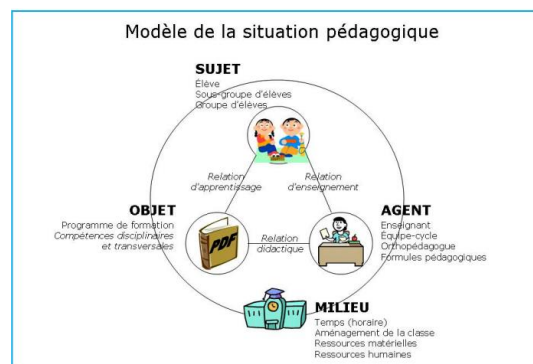 Modèle de la situation pédagogique
SUJET
Élève
Sous-groupe d'élèves
Groupe d'élèves
Relation
d'apprentissage
Relation
d'enseignement
OBJET
Programme de formation
Compétences disciplinaires
et transversales
PDF
Relation
didactique
AGENT
Enseignant
Équipe-cycle
Orthopédagogue
Formules pédagogiques
MILIEU
Temps (horaire)
Aménagement de la classe
Ressources matérielles
Ressources humaines